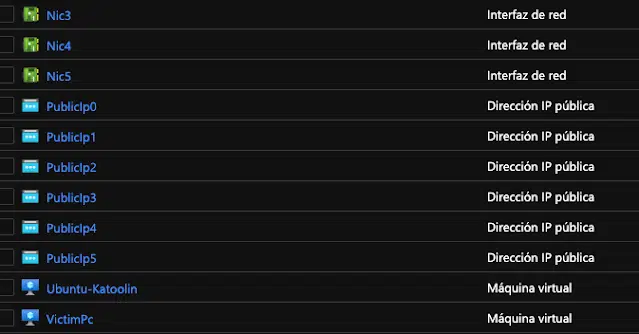 Nic3 Interfaz de red
Nic4 Interfaz de red
Nic5 Interfaz de red
PublicIp0 Dirección IP pública
PublicIp1 Dirección IP pública
PublicIp2 Dirección IP pública
PublicIp3 Dirección IP pública
PublicIp4 Dirección IP pública
PublicIp5 Dirección IP pública
Ubuntu-Katoolin Máquina virtual
VictimPc Máquina virtual